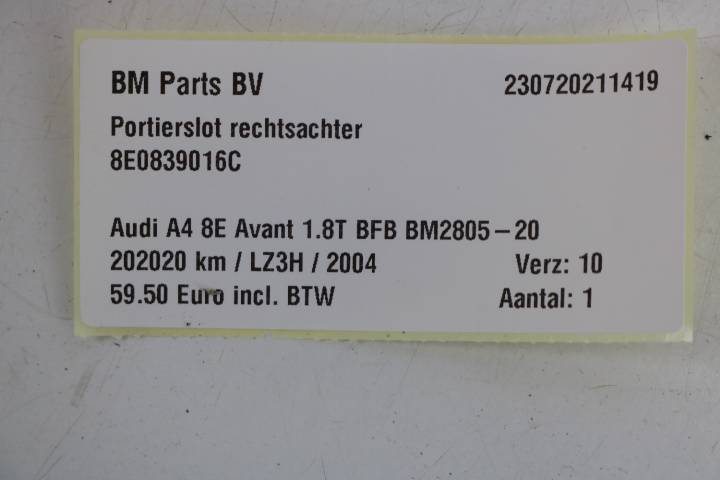 BM Parts BV 230720211419
Portierslot rechtsachter
8E0839016C
Audi A4 8E Avant 1.8T BFB BM2805-20
202020 km / LZ3H / 2004 Verz: 10
59.50 Euro incl. BTW Aantal: 1